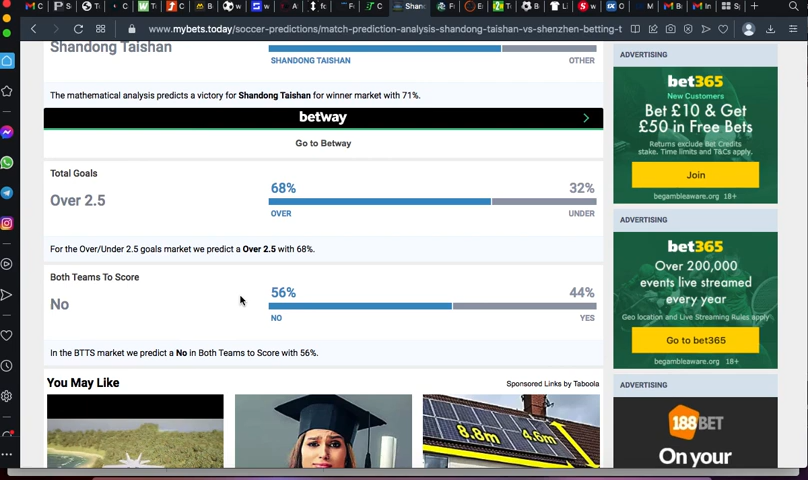 www.mybets.today/soccer-predictions/match-prediction-analysis-shandong-taishan-vs-shenzhen-betting-t
Shandong Taishan
SHANDONG TAISHAN OTHER
The mathematical analysis predicts a victory for Shandong Taishan for winner market with 71%.
betway
Go to Betway
Total Goals
Over 2.5
68% 32%
OVER UNDER
For the Over/Under 2.5 goals market we predict a Over 2.5 with 68%.
Both Teams To Score
No
56% 44%
NO YES
In the BTTS market we predict a No in Both Teams to Score with 56%.
You May Like
Sponsored Links by Taboola
8.8m 4.6m
ADVERTISING
bet365
New Customers
Bet £10 & Get
£50 in Free Bets
Returns exclude Bet Credits
stake. Time limits and T&Cs apply.
Join
begambleaware.org 18+
ADVERTISING
bet365
Over 200,000
events live streamed
every year
Geo location and Live Streaming Rules apply
Go to bet365
begambleaware.org 18+
ADVERTISING
188BET
On your